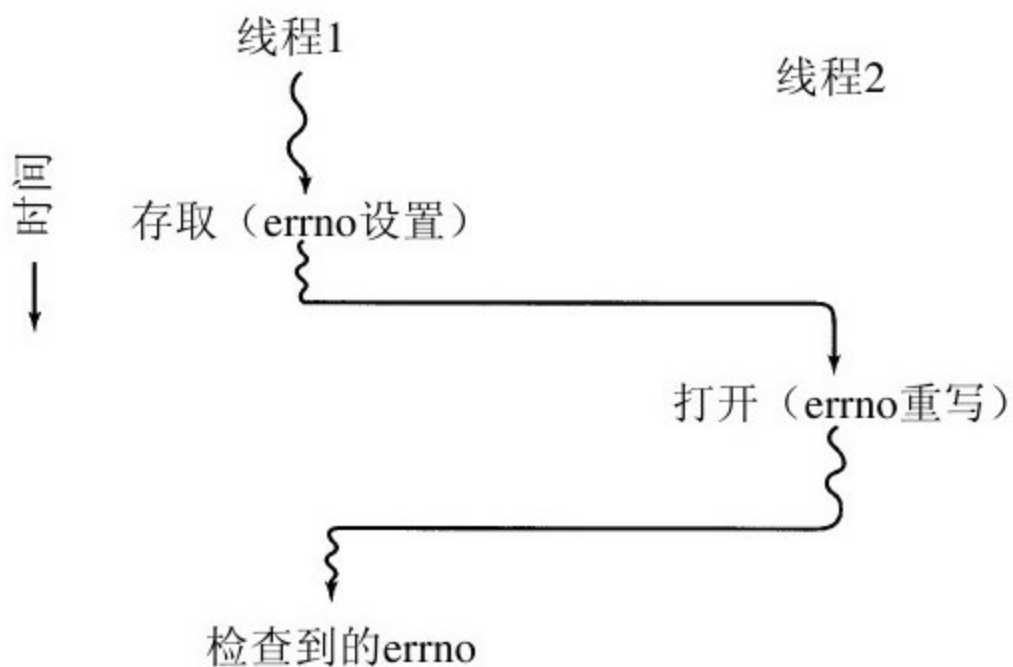 线程1
线程2
时间
存取（errno设置）
打开（errno重写）
检查到的errno